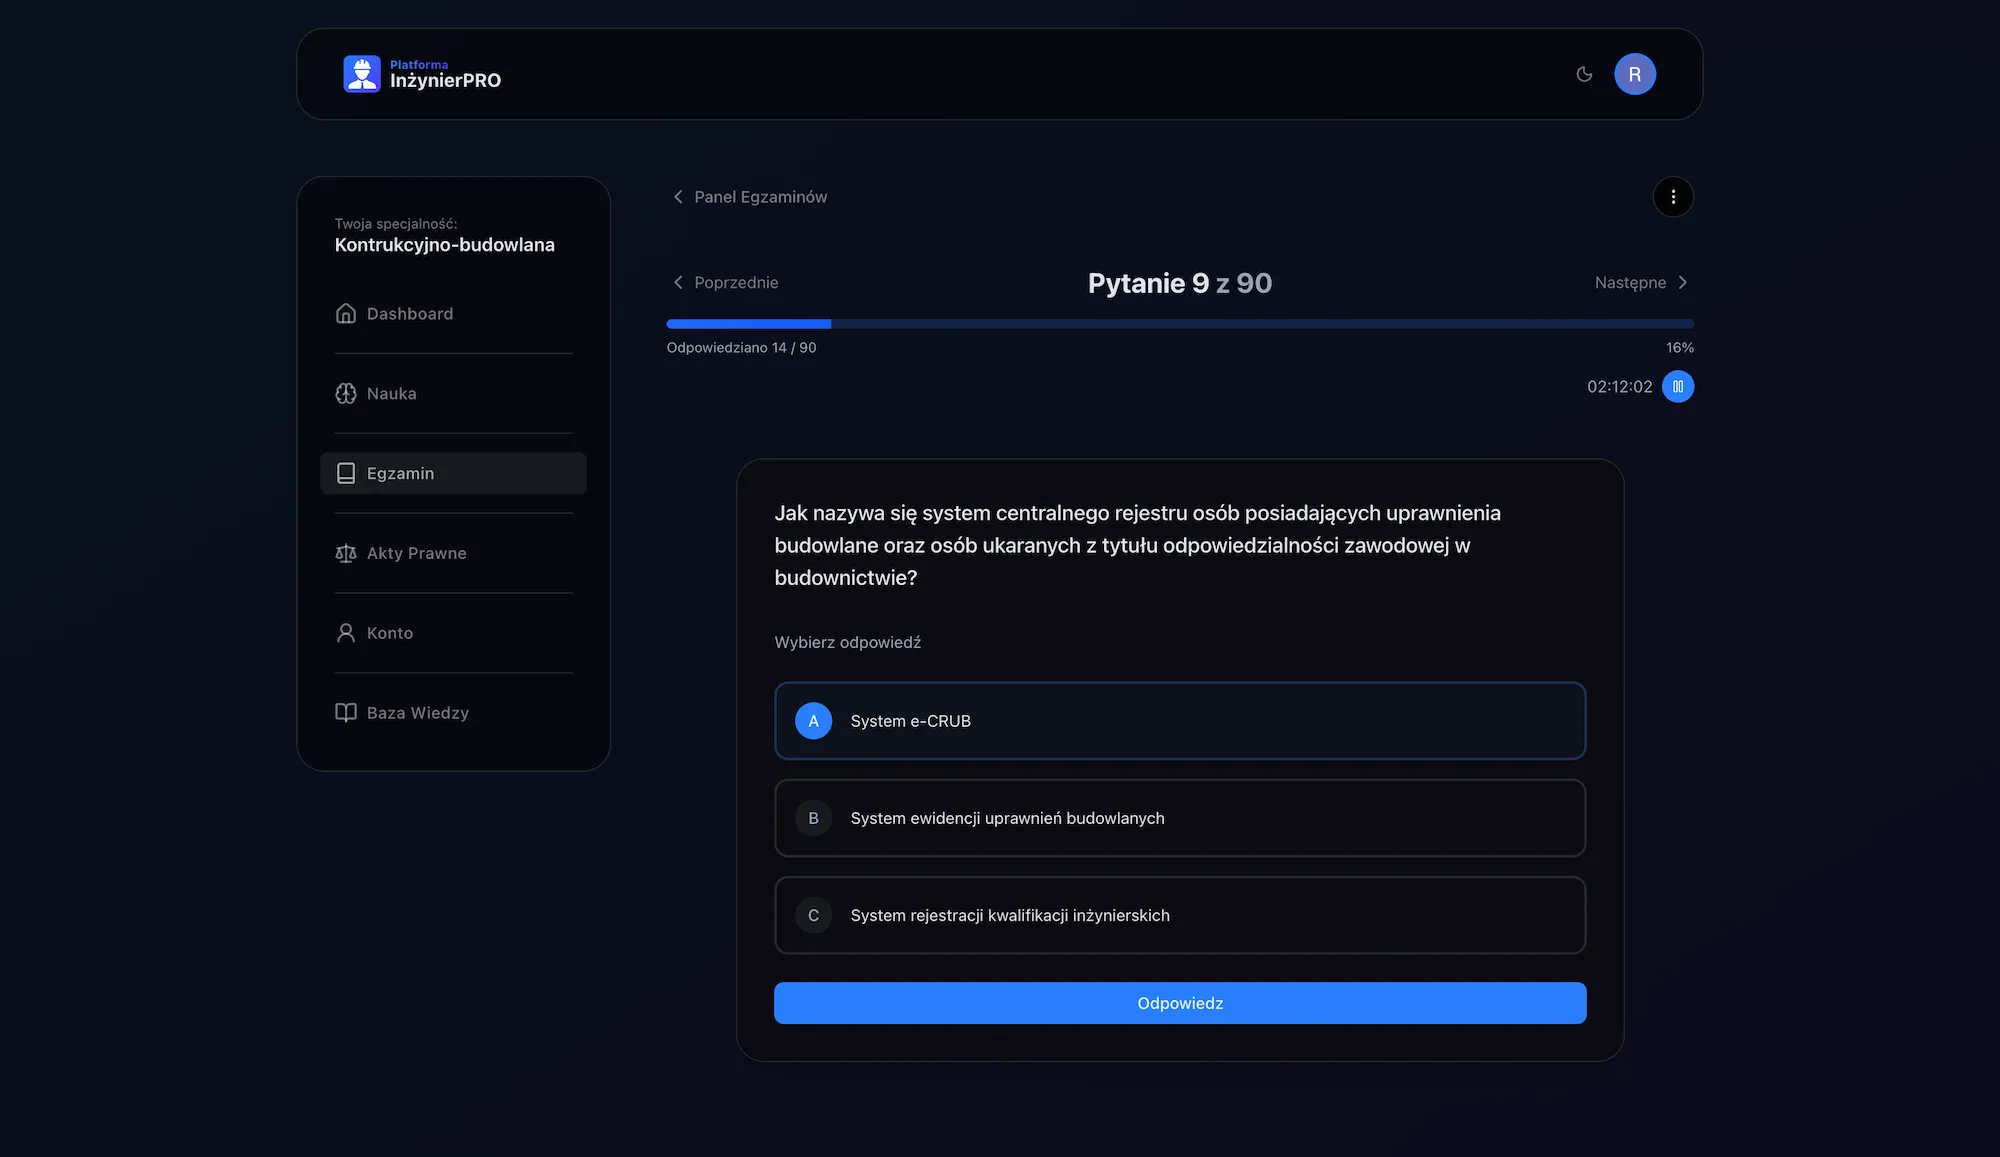 Platforma
InżynierPRO
R
Twoja specjalność:
Kontrukcyjno-budowlana
Dashboard
Nauka
Egzamin
Akty Prawne
Konto
Baza Wiedzy
Panel Egzaminów
Poprzednie
Pytanie 9 z 90
Następne
Odpowiedziano 14 / 90
16%
02:12:02
Jak nazywa się system centralnego rejestru osób posiadających uprawnienia
budowlane oraz osób ukaranych z tytułu odpowiedzialności zawodowej w
budownictwie?
Wybierz odpowiedź
A System e-CRUB
B System ewidencji uprawnień budowlanych
C System rejestracji kwalifikacji inżynierskich
Odpowiedz